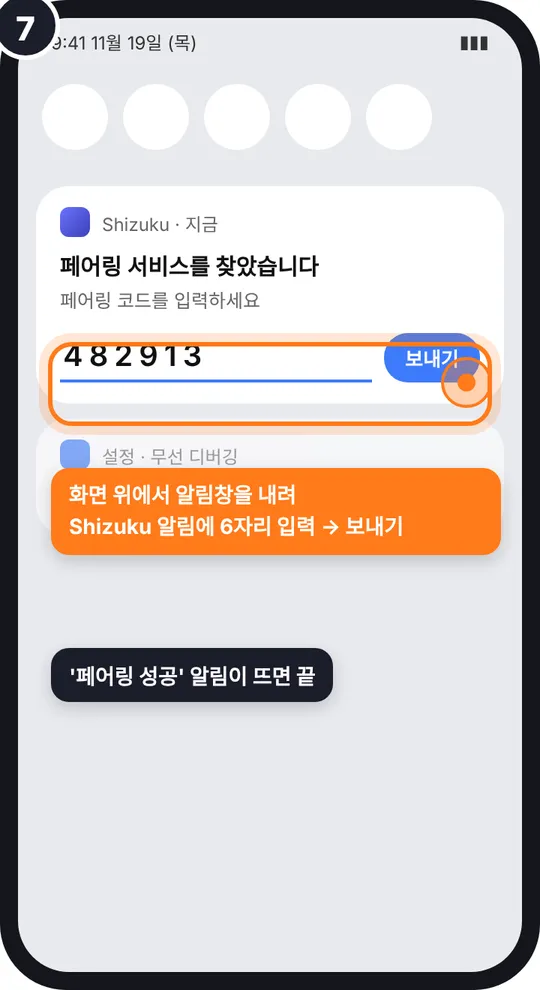 7
9:41 11월 19일 (목)
Shizuku · 지금
페어링 서비스를 찾았습니다
페어링 코드를 입력하세요
482913
보내기
설정 · 무선 디버깅
화면 위에서 알림창을 내려
Shizuku 알림에 6자리 입력 → 보내기
'페어링 성공' 알림이 뜨면 끝